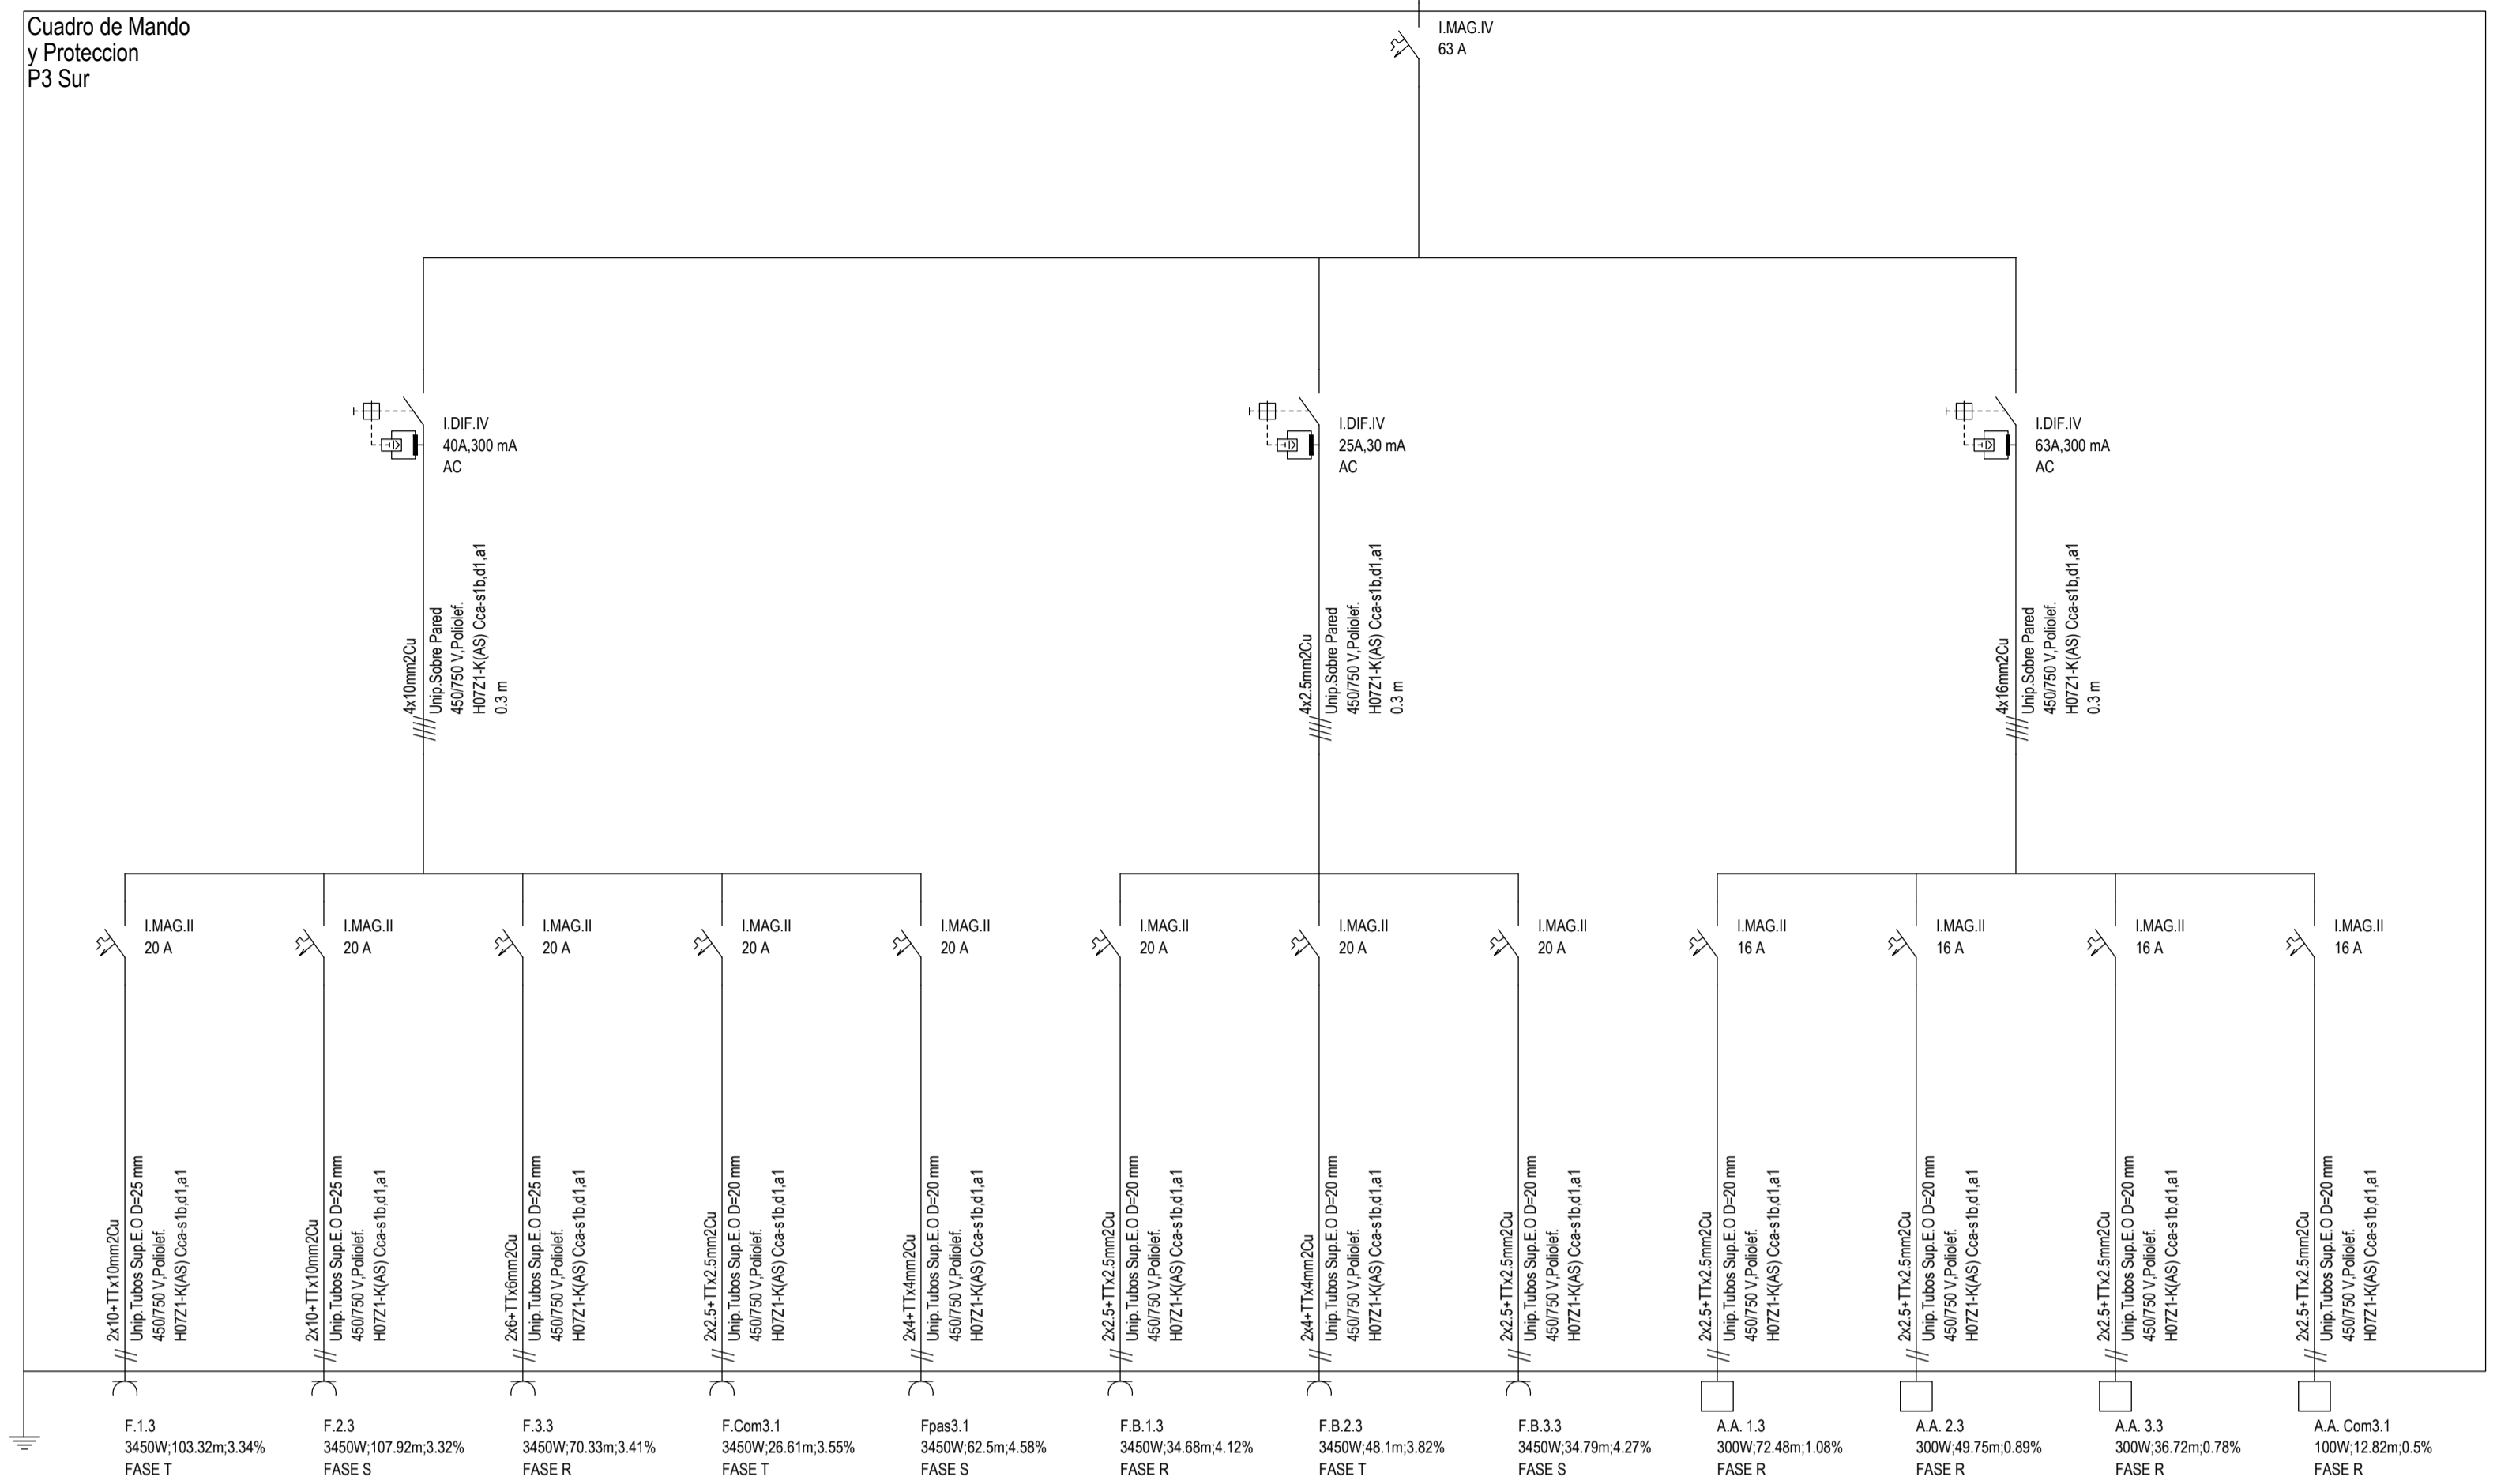 Cuadro de Mando
y Proteccion
P3 Sur
I.MAG.IV
63 A
I.DIF.IV
40A,300 mA
AC
I.DIF.IV
25A,30 mA
AC
I.DIF.IV
63A,300 mA
AC
4x10mm2Cu
Unip.Sobre Pared
450/750 V,Poliolef.
H07Z1-K(AS) Cca-s1b,d1,a1
0.3 m
4x2.5mm2Cu
Unip.Sobre Pared
450/750 V,Poliolef.
H07Z1-K(AS) Cca-s1b,d1,a1
0.3 m
4x16mm2Cu
Unip.Sobre Pared
450/750 V,Poliolef.
H07Z1-K(AS) Cca-s1b,d1,a1
0.3 m
I.MAG.II
20 A
I.MAG.II
20 A
I.MAG.II
20 A
I.MAG.II
20 A
I.MAG.II
20 A
I.MAG.II
20 A
I.MAG.II
20 A
I.MAG.II
20 A
I.MAG.II
16 A
I.MAG.II
16 A
I.MAG.II
16 A
I.MAG.II
16 A
2x10+TTx10mm2Cu
Unip.Tubos Sup.E.O D=25 mm
450/750 V,Poliolef.
H07Z1-K(AS) Cca-s1b,d1,a1
2x10+TTx10mm2Cu
Unip.Tubos Sup.E.O D=25 mm
450/750 V,Poliolef.
H07Z1-K(AS) Cca-s1b,d1,a1
2x6+TTx6mm2Cu
Unip.Tubos Sup.E.O D=25 mm
450/750 V,Poliolef.
H07Z1-K(AS) Cca-s1b,d1,a1
2x2.5+TTx2.5mm2Cu
Unip.Tubos Sup.E.O D=20 mm
450/750 V,Poliolef.
H07Z1-K(AS) Cca-s1b,d1,a1
2x4+TTx4mm2Cu
Unip.Tubos Sup.E.O D=20 mm
450/750 V,Poliolef.
H07Z1-K(AS) Cca-s1b,d1,a1
2x2.5+TTx2.5mm2Cu
Unip.Tubos Sup.E.O D=20 mm
450/750 V,Poliolef.
H07Z1-K(AS) Cca-s1b,d1,a1
2x4+TTx4mm2Cu
Unip.Tubos Sup.E.O D=20 mm
450/750 V,Poliolef.
H07Z1-K(AS) Cca-s1b,d1,a1
2x2.5+TTx2.5mm2Cu
Unip.Tubos Sup.E.O D=20 mm
450/750 V,Poliolef.
H07Z1-K(AS) Cca-s1b,d1,a1
2x2.5+TTx2.5mm2Cu
Unip.Tubos Sup.E.O D=20 mm
450/750 V,Poliolef.
H07Z1-K(AS) Cca-s1b,d1,a1
2x2.5+TTx2.5mm2Cu
Unip.Tubos Sup.E.O D=20 mm
450/750 V,Poliolef.
H07Z1-K(AS) Cca-s1b,d1,a1
2x2.5+TTx2.5mm2Cu
Unip.Tubos Sup.E.O D=20 mm
450/750 V,Poliolef.
H07Z1-K(AS) Cca-s1b,d1,a1
2x2.5+TTx2.5mm2Cu
Unip.Tubos Sup.E.O D=20 mm
450/750 V,Poliolef.
H07Z1-K(AS) Cca-s1b,d1,a1
F.1.3
3450W;103.32m;3.34%
FASE T
F.2.3
3450W;107.92m;3.32%
FASE S
F.3.3
3450W;70.33m;3.41%
FASE R
F.Com3.1
3450W;26.61m;3.55%
FASE T
Fpas3.1
3450W;62.5m;4.58%
FASE S
F.B.1.3
3450W;34.68m;4.12%
FASE R
F.B.2.3
3450W;48.1m;3.82%
FASE T
F.B.3.3
3450W;34.79m;4.27%
FASE S
A.A. 1.3
300W;72.48m;1.08%
FASE R
A.A. 2.3
300W;49.75m;0.89%
FASE R
A.A. 3.3
300W;36.72m;0.78%
FASE R
A.A. Com3.1
100W;12.82m;0.5%
FASE R